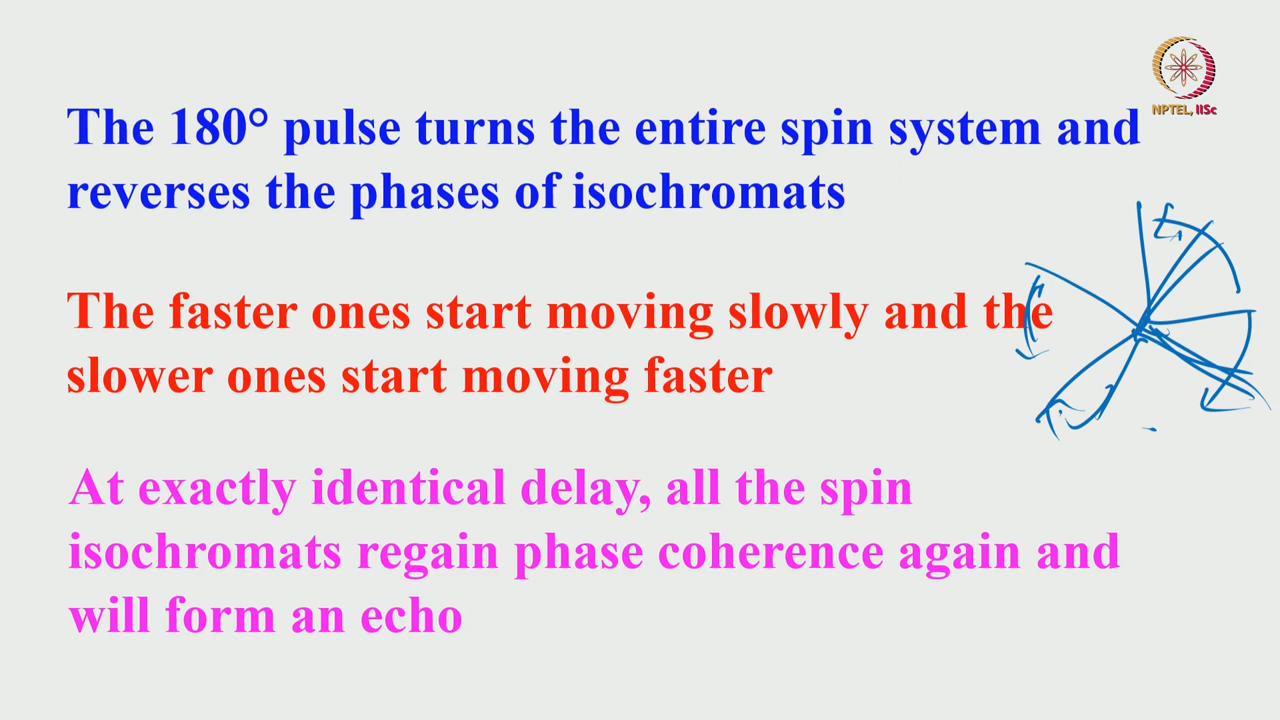 NPTEL, IISc
The 180° pulse turns the entire spin system and
reverses the phases of isochromats
The faster ones start moving slowly and the
slower ones start moving faster
At exactly identical delay, all the spin
isochromats regain phase coherence again and
will form an echo